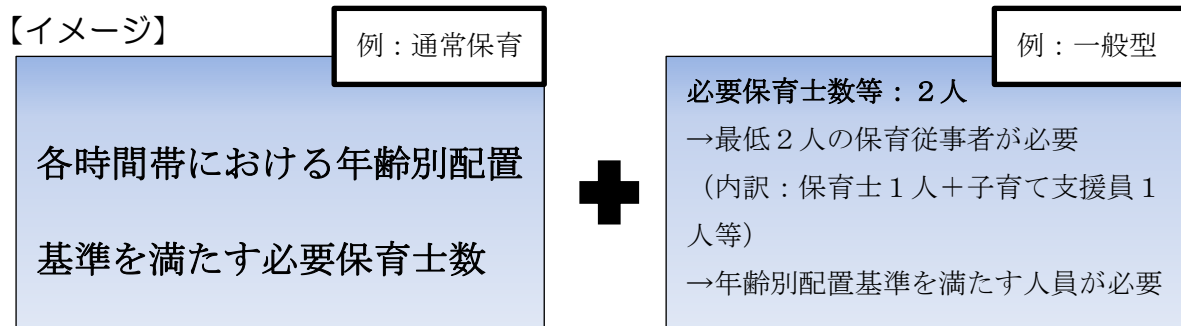 【イメージ】
例：通常保育
各時間帯における年齢別配置
基準を満たす必要保育士数
例：一般型
必要保育士数等：２人
→最低２人の保育従事者が必要
（内訳：保育士１人＋子育て支援員１
人等）
→年齢別配置基準を満たす人員が必要